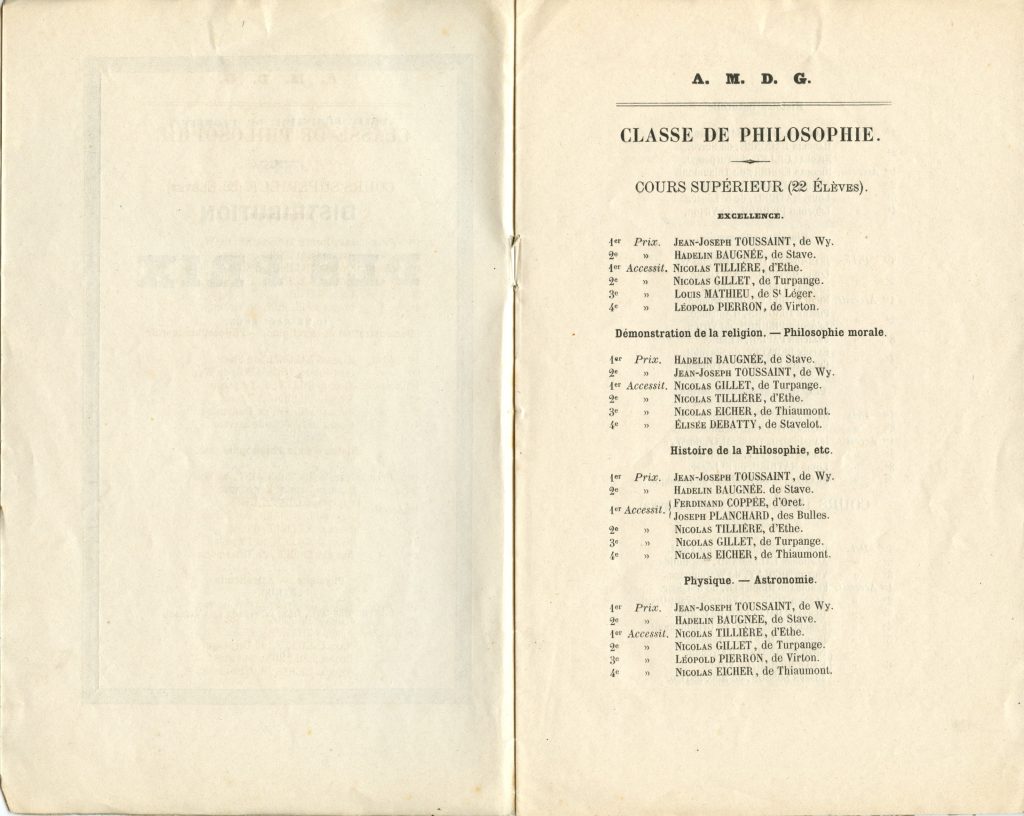 A. M. D. G.
CLASSE DE PHILOSOPHIE.
COURS SUPÉRIEUR (22 ÉLÈVES).
EXCELLENCE.
1er Prix. JEAN-JOSEPH TOUSSAINT, de Wy.
2e » HADELIN BAUGNÉE, de Stave.
1er Accessit. NICOLAS TILLIÈRE, d'Ethe.
2e » NICOLAS GILLET, de Turpange.
3e » LOUIS MATHIEU, de St Léger.
4e » LÉOPOLD PIERRON, de Virton.
Démonstration de la religion. — Philosophie morale.
1er Prix. HADELIN BAUGNÉE, de Stave.
2e » JEAN-JOSEPH TOUSSAINT, de Wy.
1er Accessit. NICOLAS GILLET, de Turpange.
2e » NICOLAS TILLIÈRE, d'Ethe.
3e » NICOLAS EICHER, de Thiaumont.
4e » ÉLISÉE DEBATTY, de Stavelot.
Histoire de la Philosophie, etc.
1er Prix. JEAN-JOSEPH TOUSSAINT, de Wy.
2e » HADELIN BAUGNÉE. de Stave.
1er Accessit. { FERDINAND COPPÉE, d'Oret.
JOSEPH PLANCHARD, des Bulles.
2e » NICOLAS TILLIÈRE, d'Ethe.
3e » NICOLAS GILLET, de Turpange.
4e » NICOLAS EICHER, de Thiaumont.
Physique. — Astronomie.
1er Prix. JEAN-JOSEPH TOUSSAINT, de Wy.
2e » HADELIN BAUGNÉE, de Stave.
1er Accessit. NICOLAS TILLIÈRE, d'Ethe.
2e » NICOLAS GILLET, de Turpange.
3e » LÉOPOLD PIERRON, de Virton.
4e » NICOLAS EICHER, de Thiaumont.